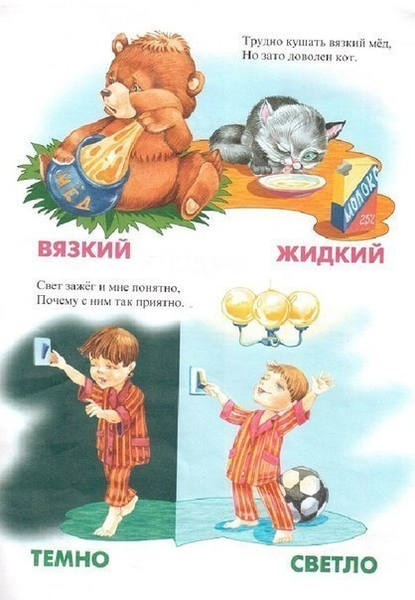 Трудно кушать вязкий мёд,
Но зато доволен кот.
МЁД
МОЛОКО
25%
ВЯЗКИЙ
ЖИДКИЙ
Свет зажёг и мне понятно,
Почему с ним так приятно.
ТЕМНО
СВЕТЛО